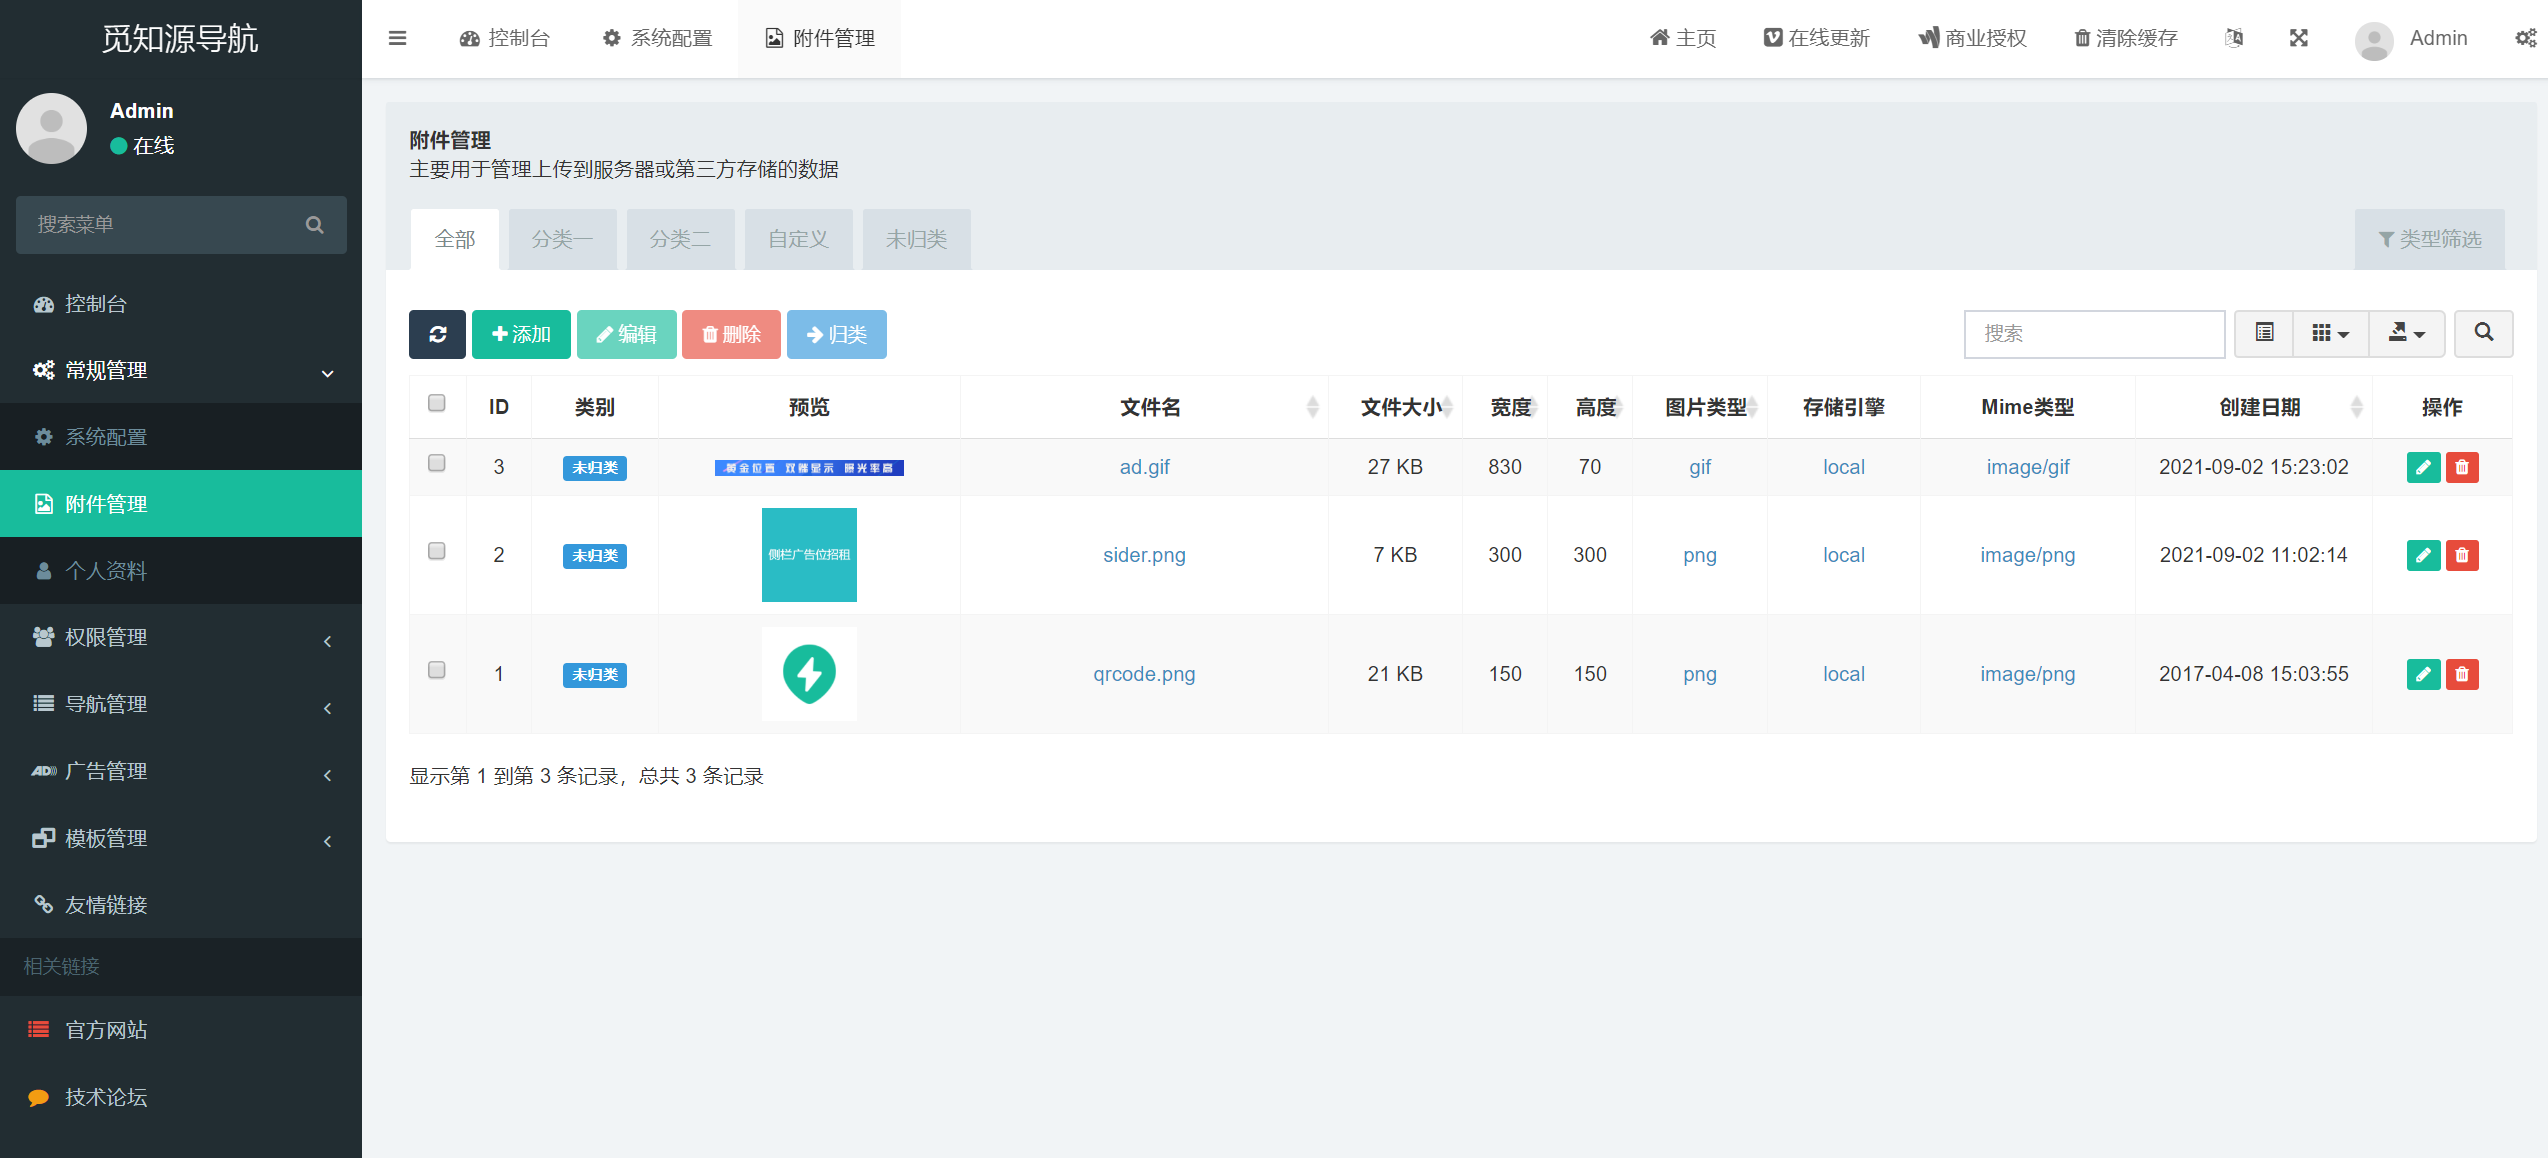 觅知源导航
Admin
在线
搜索菜单
控制台
常规管理
系统配置
附件管理
个人资料
权限管理
导航管理
广告管理
模板管理
友情链接
相关链接
官方网站
技术论坛
控制台 系统配置 附件管理 主页 在线更新 商业授权 清除缓存 Admin
附件管理
主要用于管理上传到服务器或第三方存储的数据
全部 分类一 分类二 自定义 未归类 类型筛选
添加 编辑 删除 归类 搜索
ID 类别 预览 文件名 文件大小 宽度 高度 图片类型 存储引擎 Mime类型 创建日期 操作
3 未归类 黄金位置 双端显示 曝光率高 ad.gif 27 KB 830 70 gif local image/gif 2021-09-02 15:23:02
2 未归类 侧栏广告位招租 sider.png 7 KB 300 300 png local image/png 2021-09-02 11:02:14
1 未归类 qrcode.png 21 KB 150 150 png local image/png 2017-04-08 15:03:55
显示第 1 到第 3 条记录，总共 3 条记录